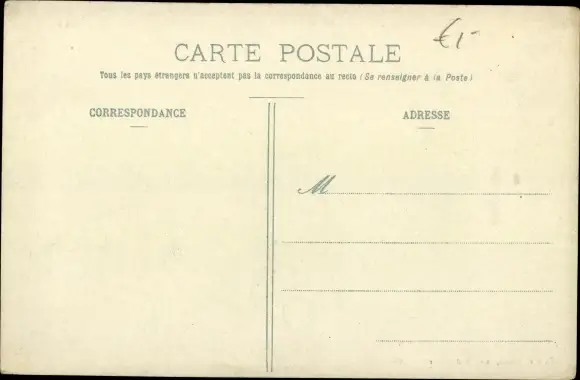 €1-
CARTE POSTALE
Tous les pays étrangers n'acceptent pas la correspondance au recto (Se renseigner à la Poste)
CORRESPONDANCE
ADRESSE
M